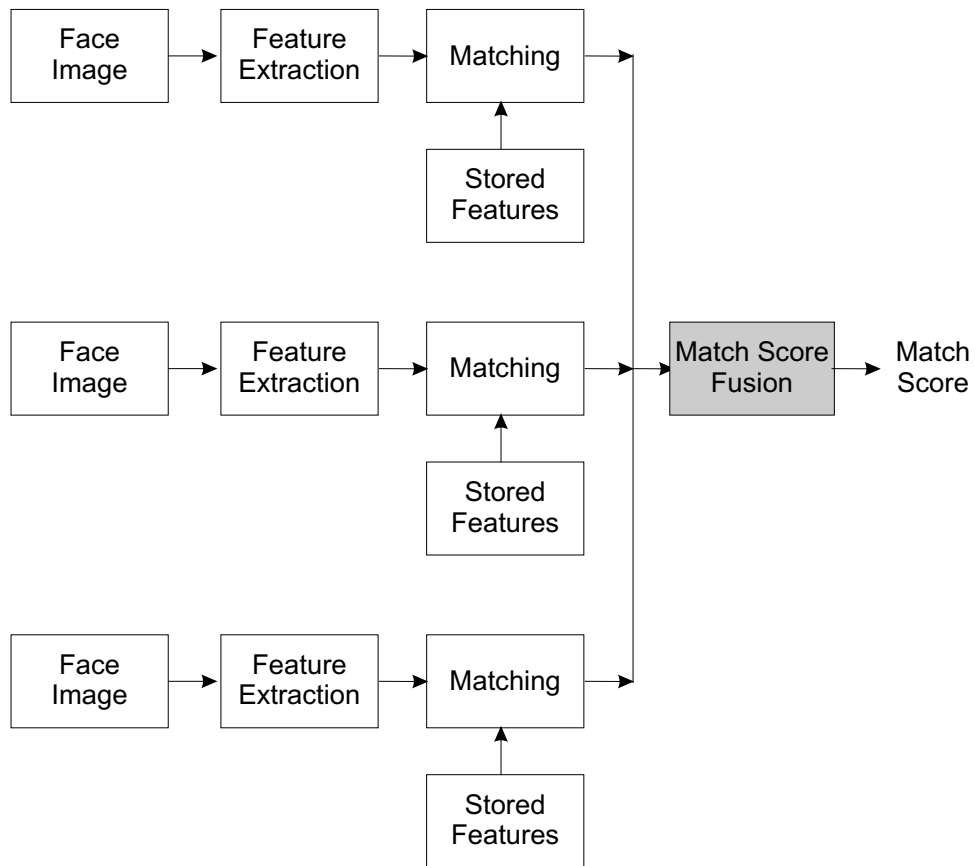 Face
Image
Feature
Extraction
Matching
Stored
Features
Face
Image
Feature
Extraction
Matching
Match Score
Fusion
Match
Score
Stored
Features
Face
Image
Feature
Extraction
Matching
Stored
Features